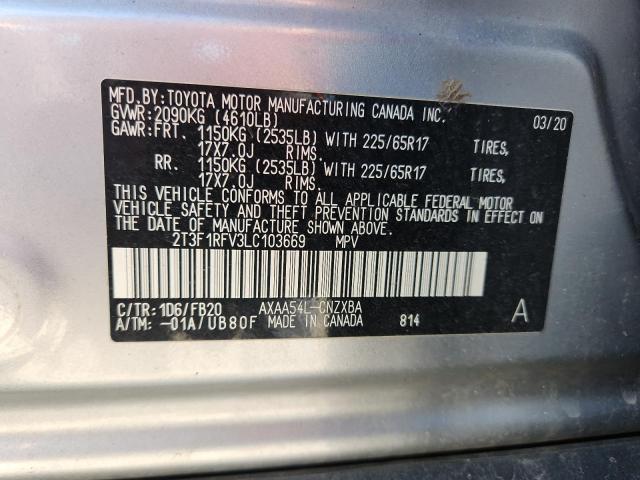 MFD.BY:TOYOTA MOTOR MANUFACTURING CANADA INC. 03/20
GVWR:2090KG (4610LB)
GAWR:FRT. 1150KG (2535LB) WITH 225/65R17 TIRES,
17X7.0J RIMS.
RR. 1150KG (2535LB) WITH 225/65R17 TIRES,
17X7.0J RIMS.
THIS VEHICLE CONFORMS TO ALL APPLICABLE FEDERAL MOTOR
VEHICLE SAFETY AND THEFT PREVENTION STANDARDS IN EFFECT ON
THE DATE OF MANUFACTURE SHOWN ABOVE.
2T3F1RFV3LC103669 MPV
C/TR:1D6/FB20 AXAA54L-CNZXBA A
A/TM:-01A/UB80F MADE IN CANADA 814